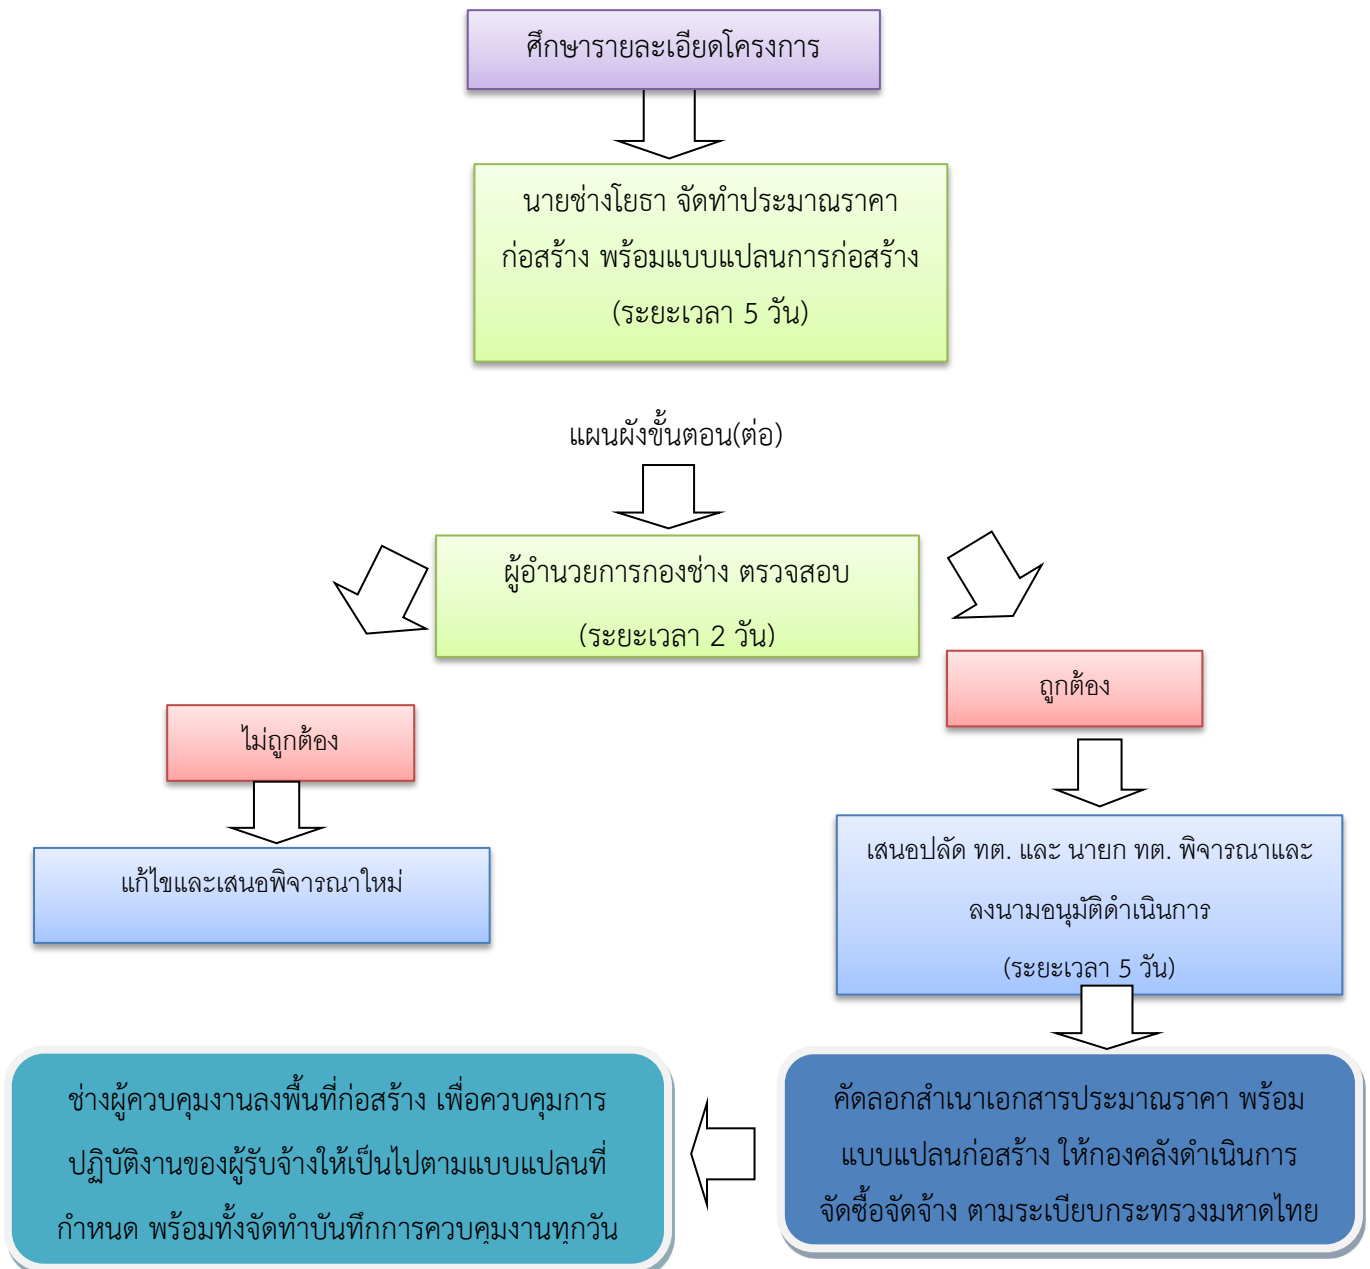 ศึกษารายละเอียดโครงการ
นายช่างโยธา จัดทำประมาณราคา
ก่อสร้าง พร้อมแบบแปลนการก่อสร้าง
(ระยะเวลา 5 วัน)
แผนผังขั้นตอน(ต่อ)
ผู้อำนวยการกองช่าง ตรวจสอบ
(ระยะเวลา 2 วัน)
ไม่ถูกต้อง
แก้ไขและเสนอพิจารณาใหม่
ถูกต้อง
เสนอปลัด ทต. และ นายก ทต. พิจารณาและ
ลงนามอนุมัติดำเนินการ
(ระยะเวลา 5 วัน)
คัดลอกสำเนาเอกสารประมาณราคา พร้อม
แบบแปลนก่อสร้าง ให้กองคลังดำเนินการ
จัดซื้อจัดจ้าง ตามระเบียบกระทรวงมหาดไทย
ช่างผู้ควบคุมงานลงพื้นที่ก่อสร้าง เพื่อควบคุมการ
ปฏิบัติงานของผู้รับจ้างให้เป็นไปตามแบบแปลนที่
กำหนด พร้อมทั้งจัดทำบันทึกการควบคุมงานทุกวัน